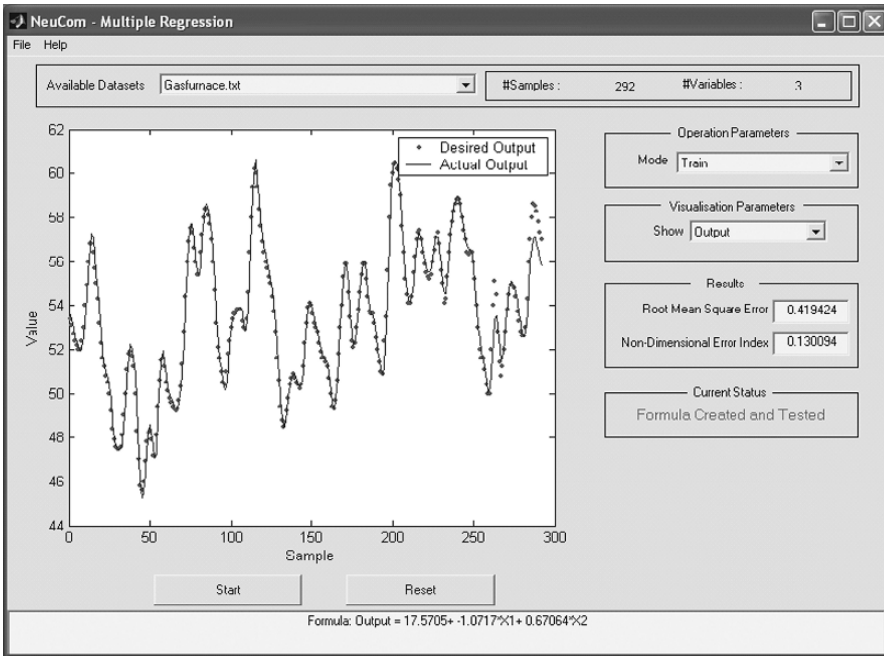 NeuCom - Multiple Regression
File Help
Available Datasets Gasfurnace.txt #Samples : 292 #Variables : 3
62
60
58
56
54
52
50
48
46
44
Value
0 50 100 150 200 250 300
Sample
Desired Output
Actual Output
Operation Parameters
Mode Train
Visualisation Parameters
Show Output
Results
Root Mean Square Error 0.419424
Non-Dimensional Error Index 0.130094
Current Status
Formula Created and Tested
Start Reset
Formula: Output = 17.5705+ -1.0717*X1+ 0.67064*X2